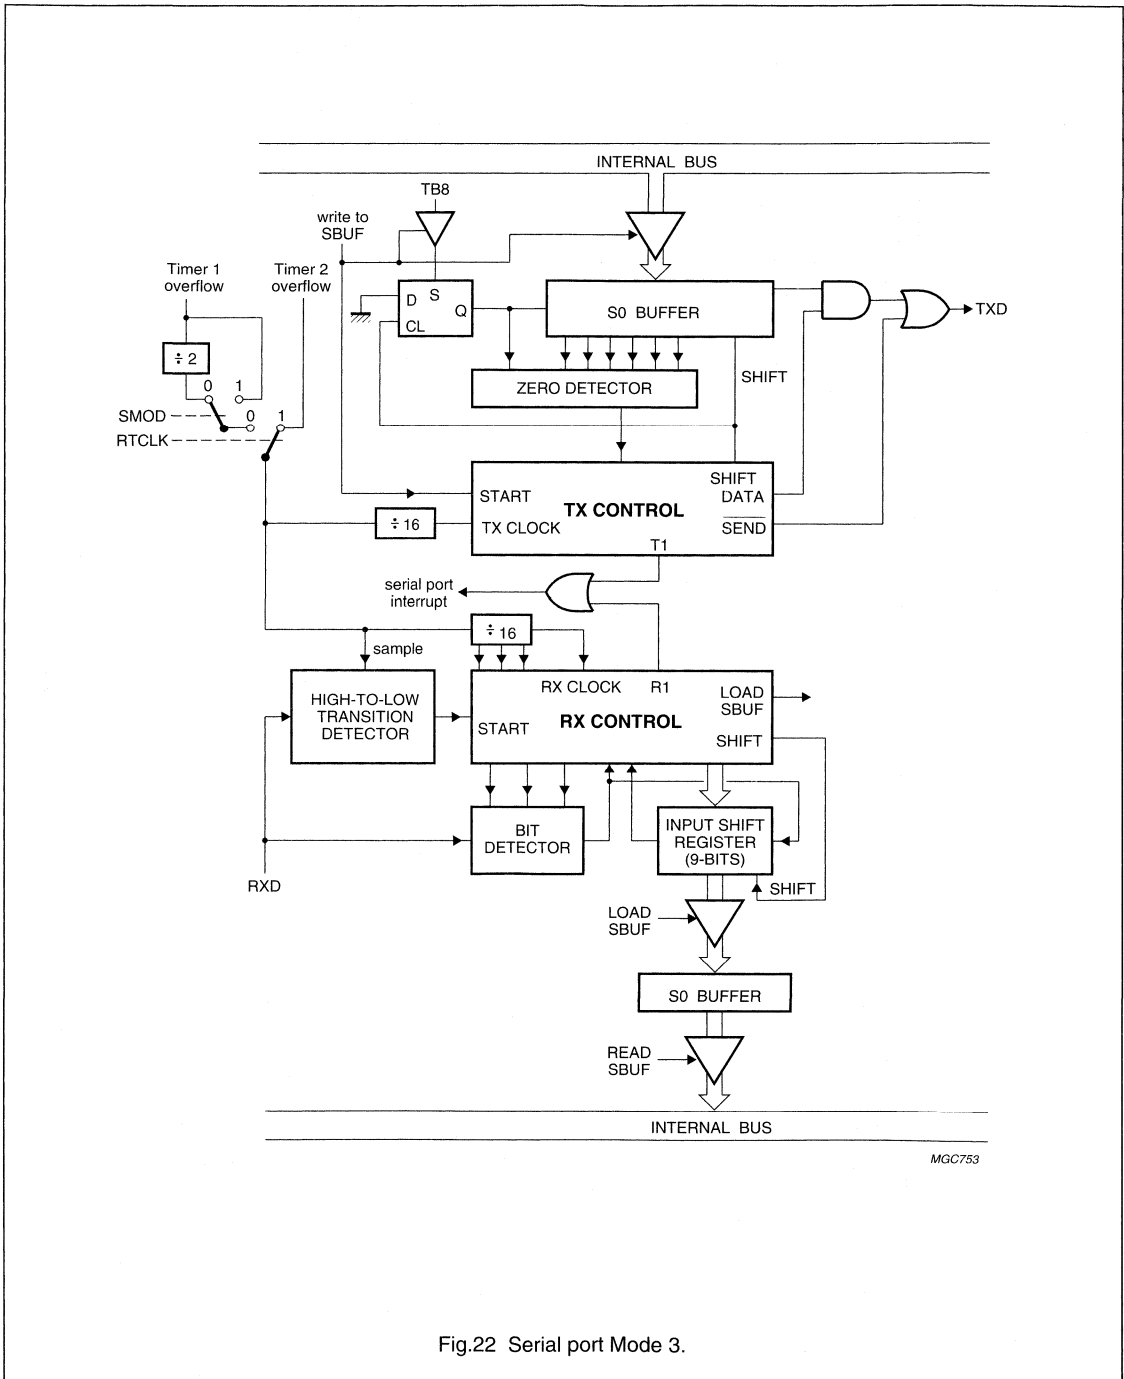 INTERNAL BUS
TB8
write to
SBUF
Timer 1
overflow
Timer 2
overflow
D
S
Q
CL
S0 BUFFER
TXD
÷ 2
ZERO DETECTOR
SHIFT
0
1
SMOD
0
1
RTCLK
SHIFT
START
TX CONTROL
DATA
÷ 16
TX CLOCK
SEND
T1
serial port
interrupt
÷ 16
sample
RX CLOCK
R1
LOAD
SBUF
HIGH-TO-LOW
TRANSITION
DETECTOR
START
RX CONTROL
SHIFT
BIT
DETECTOR
INPUT SHIFT
REGISTER
(9-BITS)
RXD
SHIFT
LOAD
SBUF
S0 BUFFER
READ
SBUF
INTERNAL BUS
MGC753
Fig.22 Serial port Mode 3.